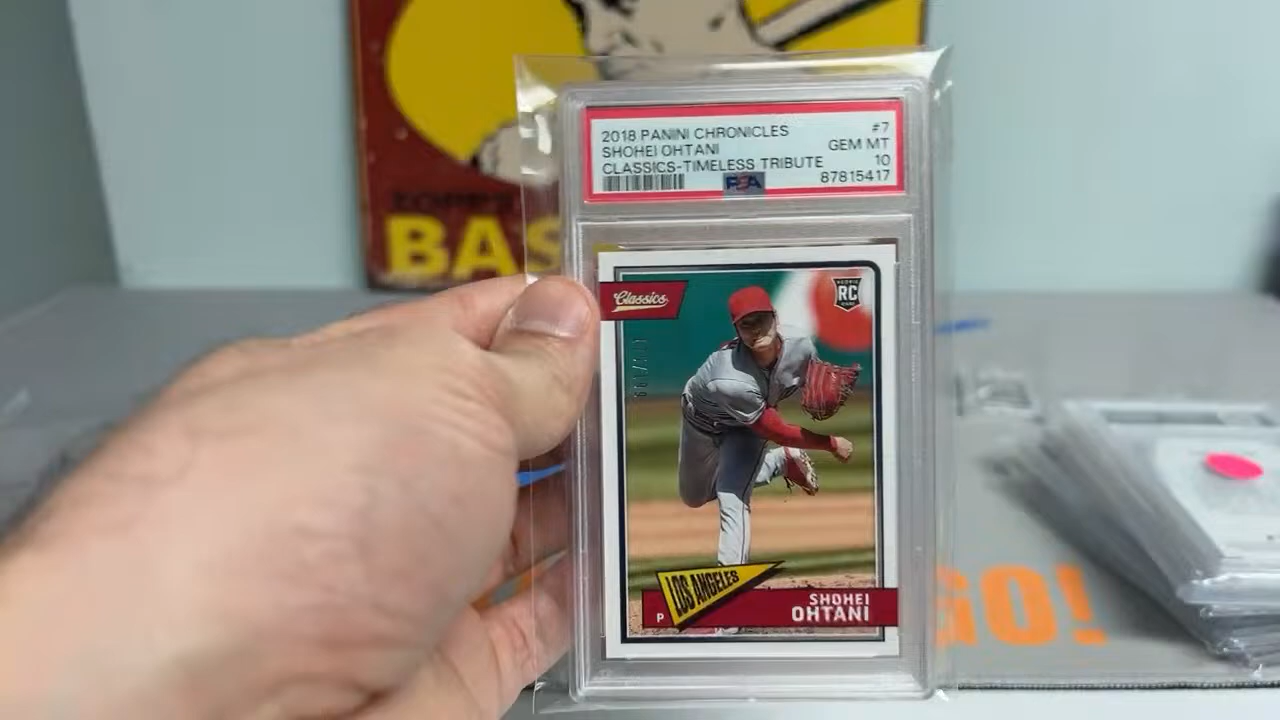 2018 PANINI CHRONICLES #7
SHOHEI OHTANI GEM MT
CLASSICS-TIMELESS TRIBUTE 10
PSA 87815417
BAS
Classics
RC
LOS ANGELES
P
SHOHEI
OHTANI
GO!